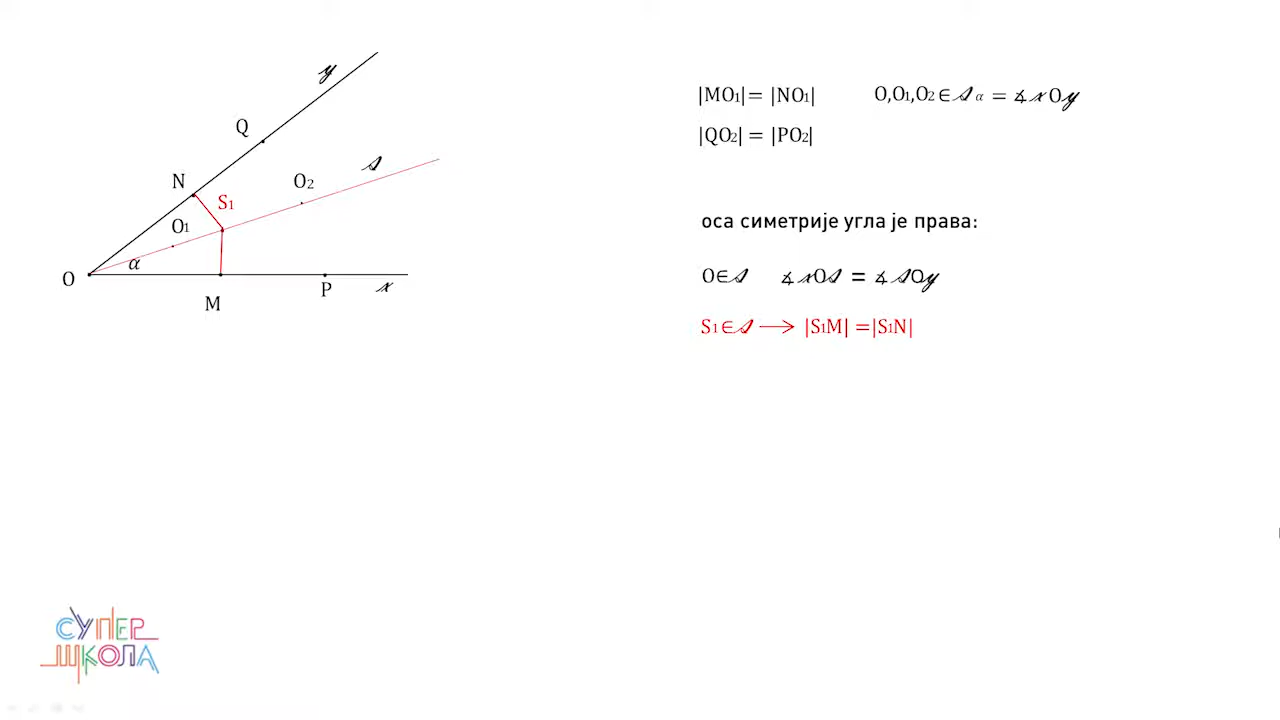 y
Q
s
N
O₂
S₁
O₁
α
O
M
P
x
|MO₁| = |NO₁| O,O₁,O₂ ∈ s α = ∡ xOy
|QO₂| = |PO₂|
оса симетрије угла је права:
O∈s ∡ xOs = ∡ sOy
S₁∈s → |S₁M| =|S₁N|
СУПЕР
ШКОЛА